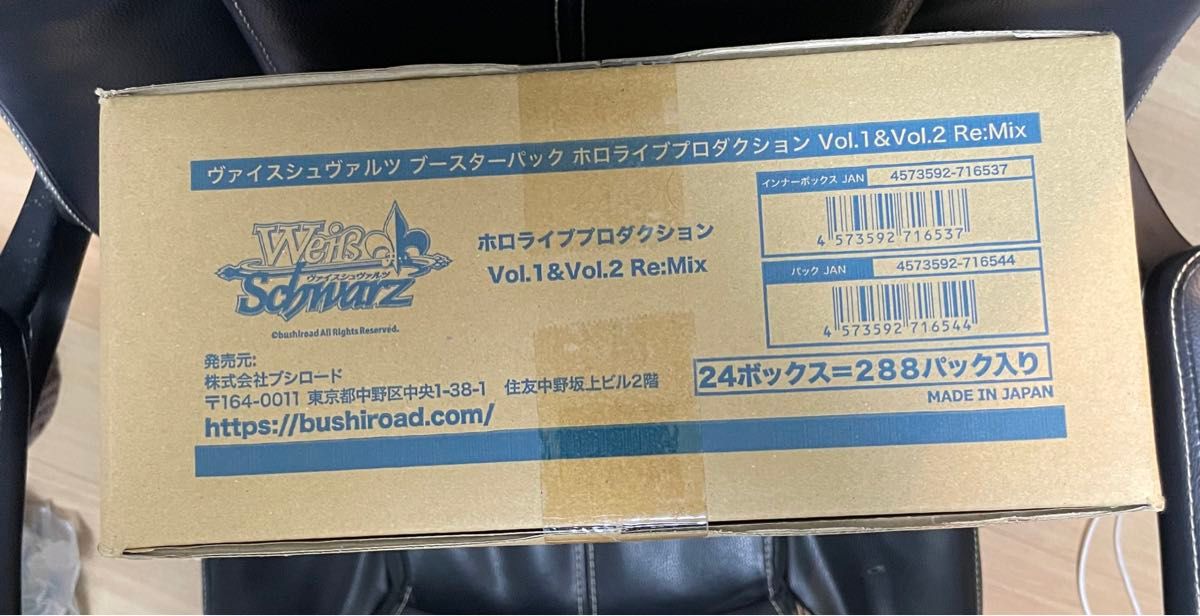 ヴァイスシュヴァルツ ブースターパック ホロライブプロダクション Vol.1&Vol.2 Re:Mix
Weiß
ヴァイスシュヴァルツ
Schwarz
©bushiroad All Rights Reserved.
ホロライブプロダクション
Vol.1&Vol.2 Re:Mix
インナーボックス JAN 4573592-716537
4 573592 716537
パック JAN 4573592-716544
4 573592 716544
発売元:
株式会社ブシロード
〒164-0011 東京都中野区中央1-38-1 住友中野坂上ビル2階
https://bushiroad.com/
24ボックス=288パック入り
MADE IN JAPAN